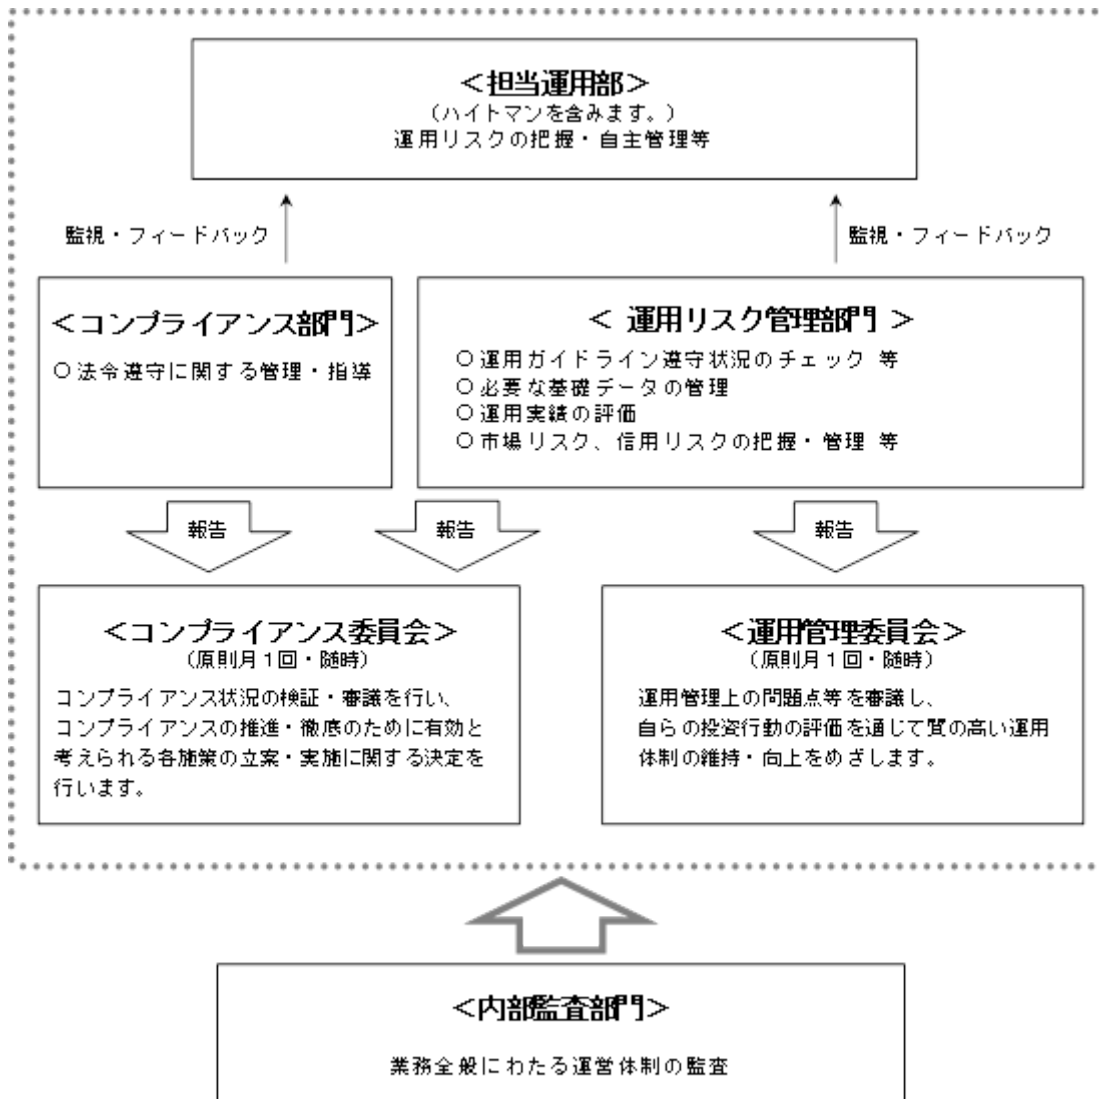 ＜担当運用部＞
（ハイトマンを含みます。）
運用リスクの把握・自主管理等
監視・フィードバック
監視・フィードバック
＜コンプライアンス部門＞
○法令遵守に関する管理・指導
＜ 運用リスク管理部門 ＞
○運用ガイドライン遵守状況のチェック 等
○必要な基礎データの管理
○運用実績の評価
○市場リスク、信用リスクの把握・管理 等
報告
報告
報告
＜コンプライアンス委員会＞
（原則月１回・随時）
コンプライアンス状況の検証・審議を行い、
コンプライアンスの推進・徹底のために有効と
考えられる各施策の立案・実施に関する決定を
行います。
＜運用管理委員会＞
（原則月１回・随時）
運用管理上の問題点等を審議し、
自らの投資行動の評価を通じて質の高い運用
体制の維持・向上をめざします。
＜内部監査部門＞
業務全般にわたる運営体制の監査